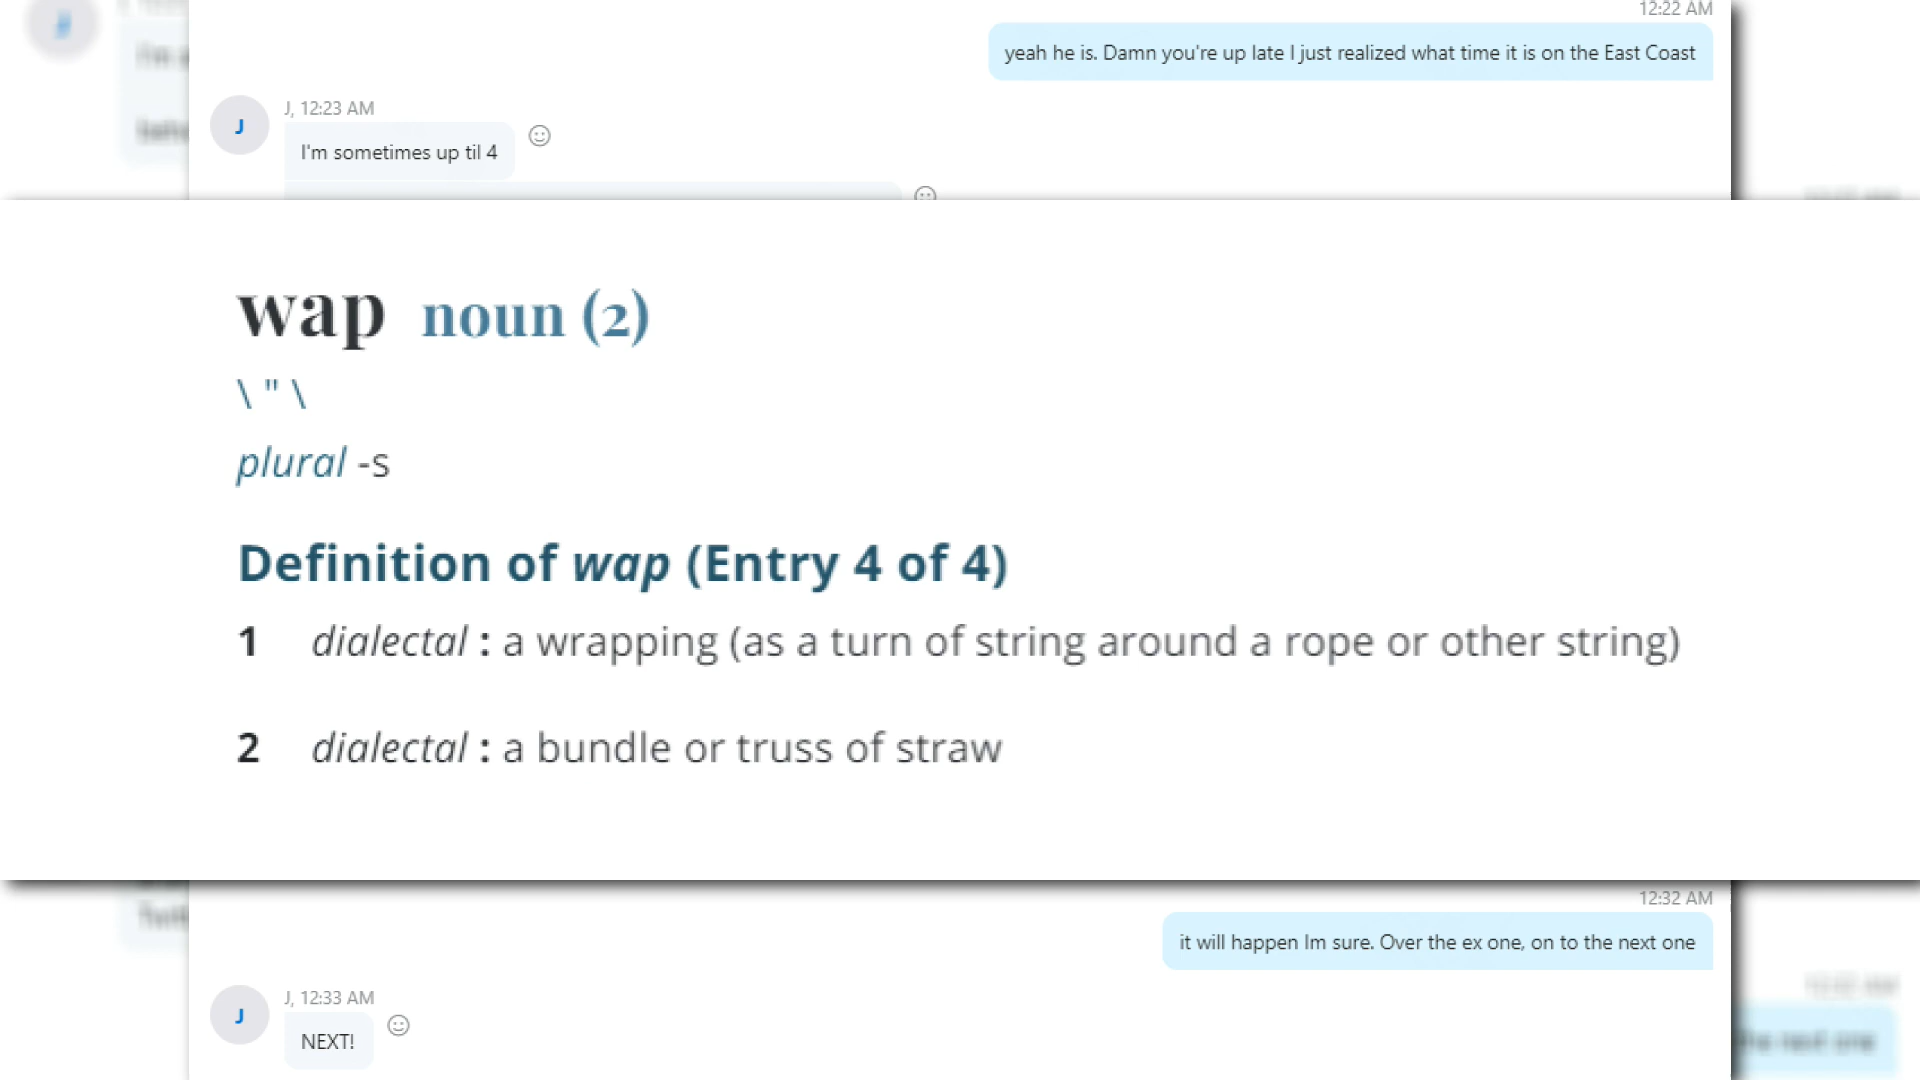 12:22 AM
yeah he is. Damn you're up late I just realized what time it is on the East Coast
J, 12:23 AM
J
I'm sometimes up til 4
wap noun (2)
\ " \
plural -s
Definition of wap (Entry 4 of 4)
1 dialectal : a wrapping (as a turn of string around a rope or other string)
2 dialectal : a bundle or truss of straw
12:32 AM
it will happen Im sure. Over the ex one, on to the next one
J, 12:33 AM
J
NEXT!
the next one